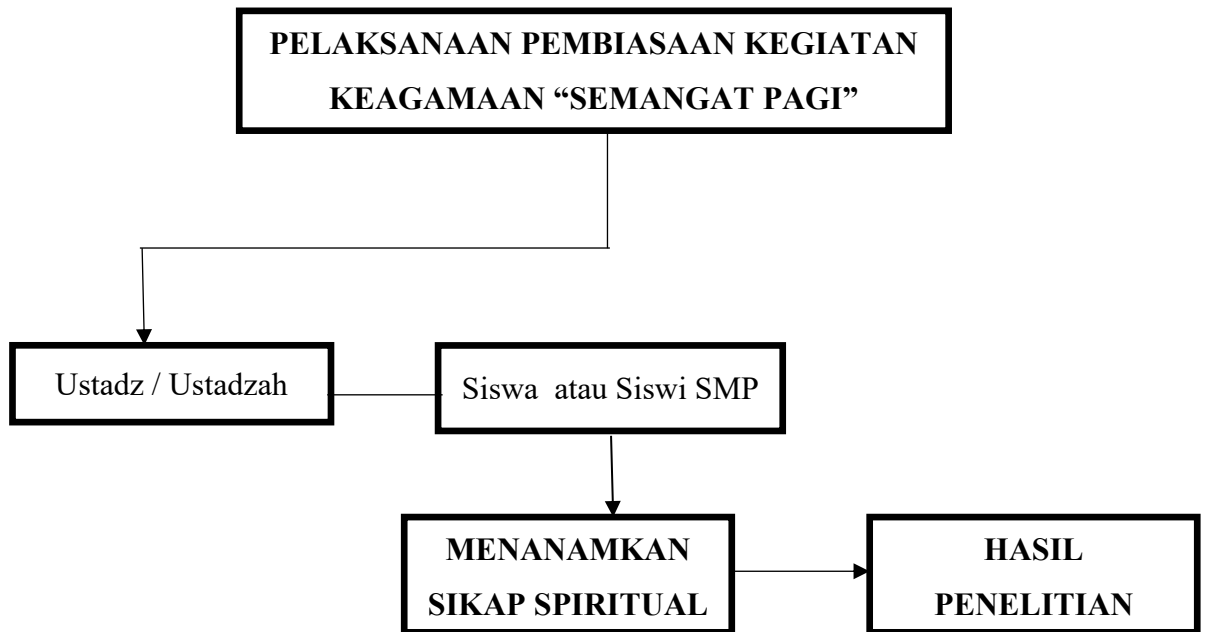 PELAKSANAAN PEMBIASAAN KEGIATAN
KEAGAMAAN “SEMANGAT PAGI”
Ustadz / Ustadzah
Siswa atau Siswi SMP
MENANAMKAN
SIKAP SPIRITUAL
HASIL
PENELITIAN